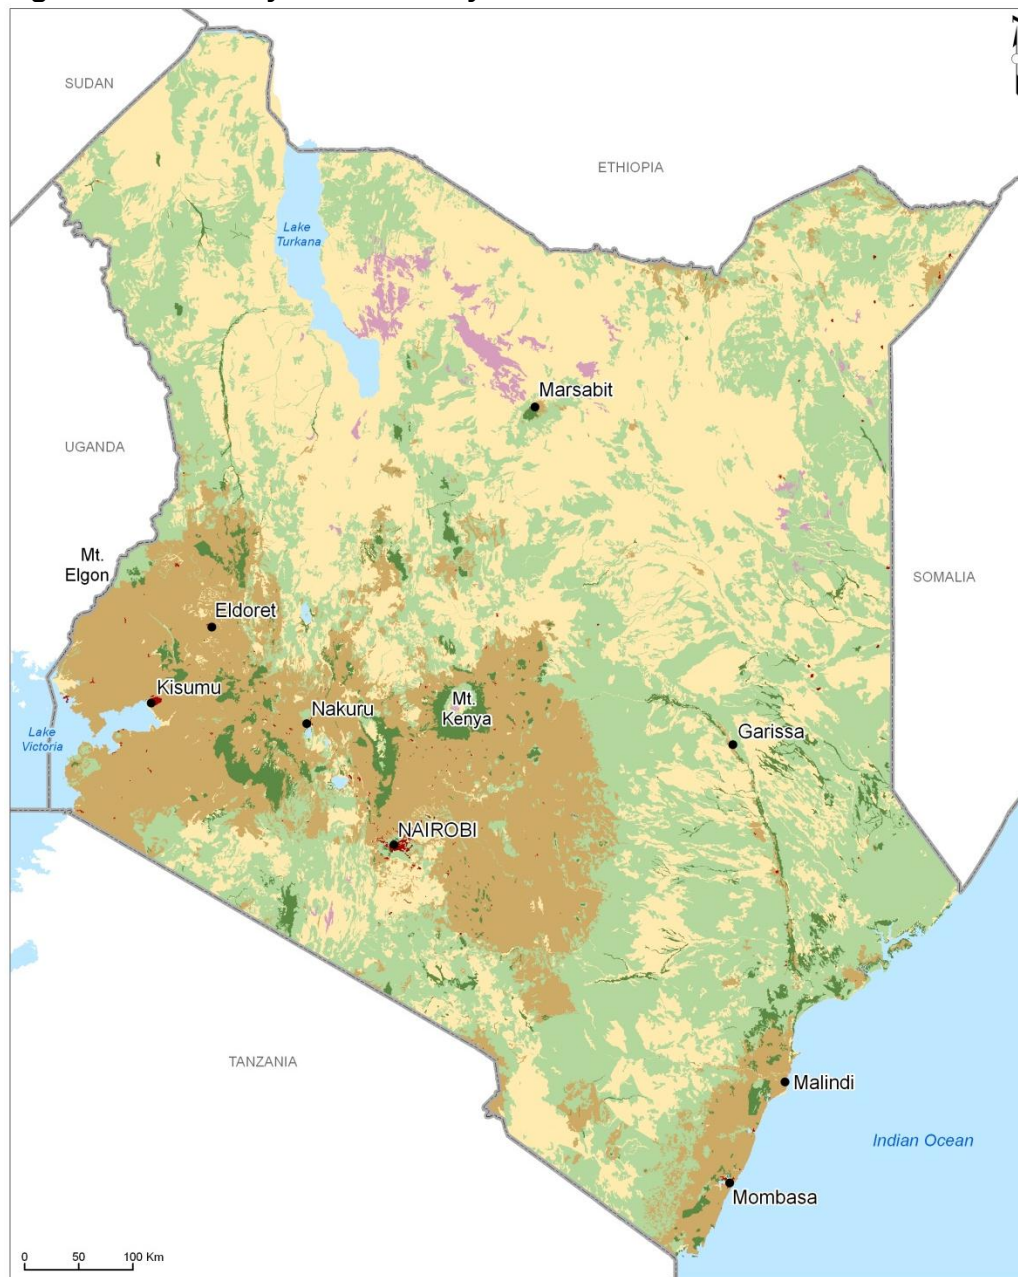 SUDAN
ETHIOPIA
Lake
Turkana
Marsabit
UGANDA
Mt.
Elgon
SOMALIA
Eldoret
Kisumu
Mt.
Kenya
Nakuru
Lake
Victoria
Garissa
NAIROBI
TANZANIA
Malindi
Indian Ocean
Mombasa
0 50 100 Km